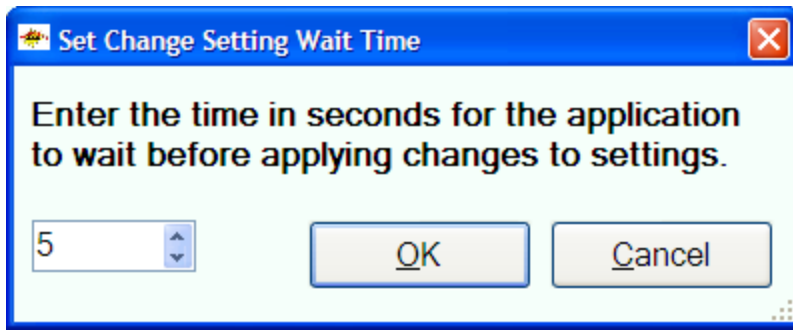 Set Change Setting Wait Time
Enter the time in seconds for the application
to wait before applying changes to settings.
5
OK
Cancel